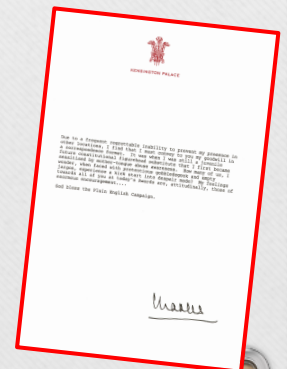 KENSINGTON PALACE
Due to a frequent regrettable inability to present my presence in
other locations, I find that I must convey to you my goodwill in
a correspondence format. It was when I was still a juvenile
future constitutional figurehead substitute that I first became
sensitised by mother-tongue abuse awareness. How many of us, I
wonder, when faced with pretentious gobbledegook and empty
jargon, experience a kick start into despair mode? My feelings
towards all of you at today's Awards are, attitudinally, those of
enormous encouragement....
God bless the Plain English Campaign.
Charles